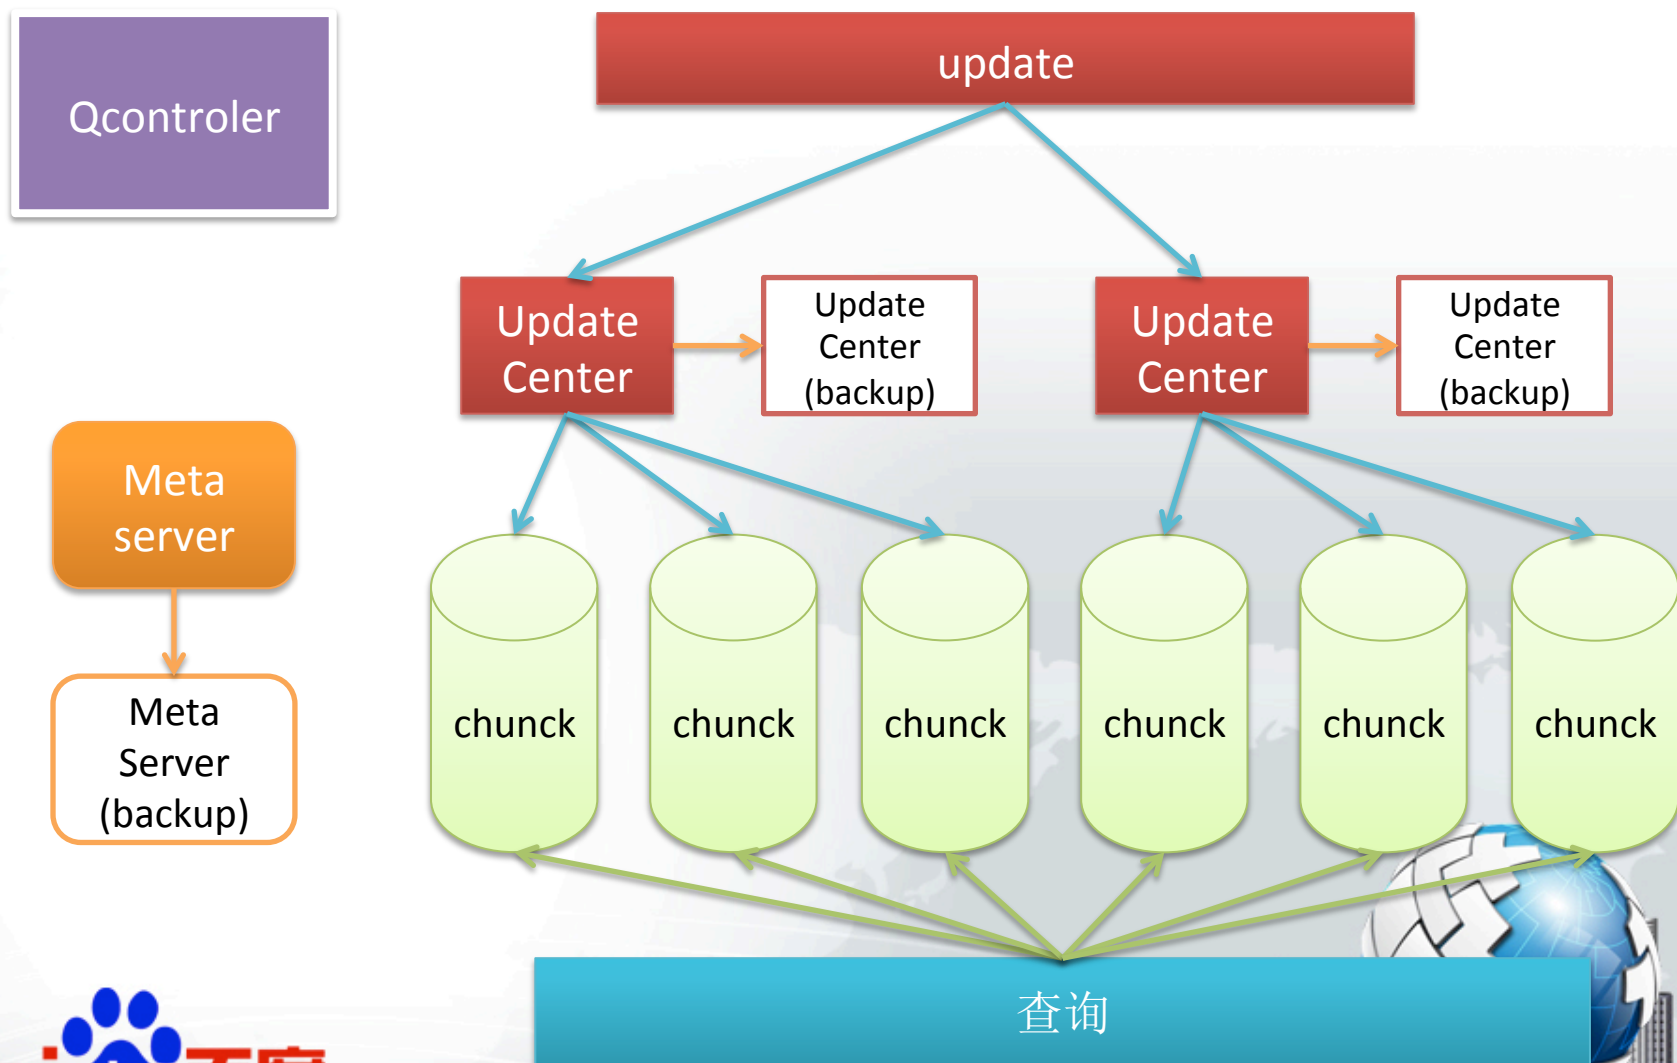 Qcontroler
update
Update
Center
Update
Center
(backup)
Update
Center
Update
Center
(backup)
Meta
server
Meta
Server
(backup)
chunck
chunck
chunck
chunck
chunck
chunck
查询